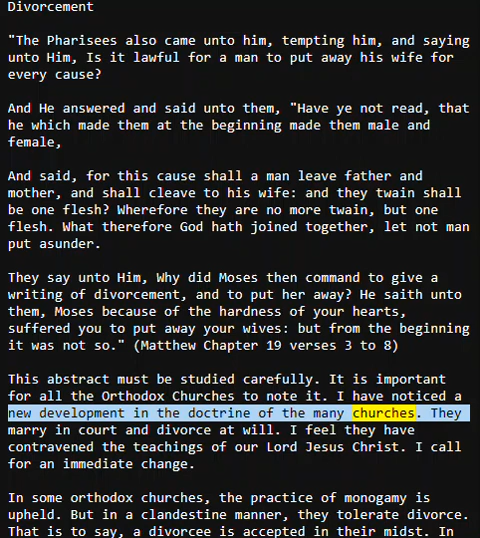 Divorcement
"The Pharisees also came unto him, tempting him, and saying
unto Him, Is it lawful for a man to put away his wife for
every cause?
And He answered and said unto them, "Have ye not read, that
he which made them at the beginning made them male and
female,
And said, for this cause shall a man leave father and
mother, and shall cleave to his wife: and they twain shall
be one flesh? Wherefore they are no more twain, but one
flesh. What therefore God hath joined together, let not man
put asunder.
They say unto Him, Why did Moses then command to give a
writing of divorcement, and to put her away? He saith unto
them, Moses because of the hardness of your hearts,
suffered you to put away your wives: but from the beginning
it was not so." (Matthew Chapter 19 verses 3 to 8)
This abstract must be studied carefully. It is important
for all the Orthodox Churches to note it. I have noticed a
new development in the doctrine of the many churches. They
marry in court and divorce at will. I feel they have
contravened the teachings of our Lord Jesus Christ. I call
for an immediate change.
In some orthodox churches, the practice of monogamy is
upheld. But in a clandestine manner, they tolerate divorce.
That is to say, a divorcee is accepted in their midst. In